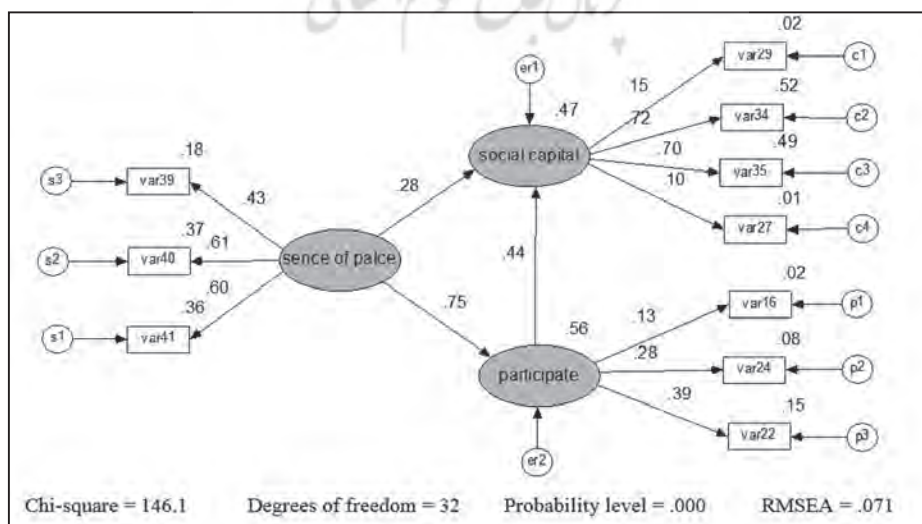 .02
var29
c1
er1
.15
.47
.52
.72
var34
c2
.18
social capital
.70
.49
s3
var39
var35
c3
.43
.28
.10
.01
.37
var27
c4
s2
var40
.61
sence of palce
.44
.60
.02
.36
.75
var16
p1
.13
s1
var41
.56
.28
.08
participate
var24
p2
.39
.15
var22
p3
er2
Chi-square = 146.1 Degrees of freedom = 32 Probability level = .000 RMSEA = .071